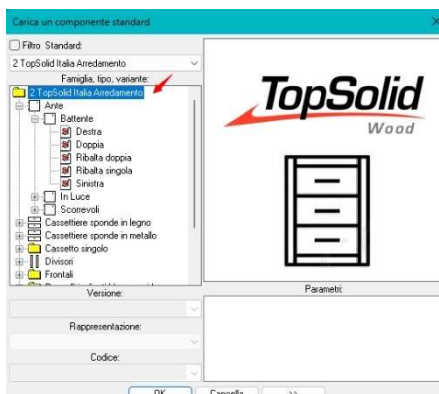 Carica un componente standard
Filtro Standard:
2 TopSolid Italia Arredamento
Famiglia, tipo, variante:
2 TopSolid Italia Arredamento
Ante
Battente
Destra
Doppia
Ribalta doppia
Ribalta singola
Sinistra
In Luce
Scorrevoli
Cassettiere sponde in legno
Cassettiere sponde in metallo
Cassetto singolo
Divisori
Frontali
Versione:
Rappresentazione:
Codice:
TopSolid
Wood
Parametri:
OK
Cancella
>>